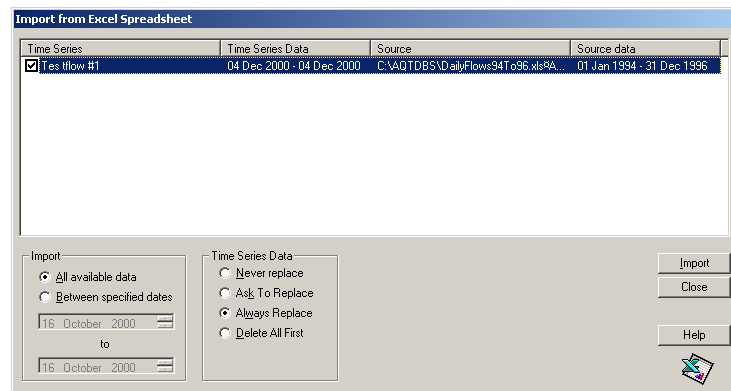 Import from Excel Spreadsheet
Time Series Time Series Data Source Source data
Tes tflow #1 04 Dec 2000 - 04 Dec 2000 C:\AQTDBS\DailyFlows94To96.xls¤A... 01 Jan 1994 - 31 Dec 1996
Import
All available data
Between specified dates
16 October 2000
to
16 October 2000
Time Series Data
Never replace
Ask To Replace
Always Replace
Delete All First
Import
Close
Help